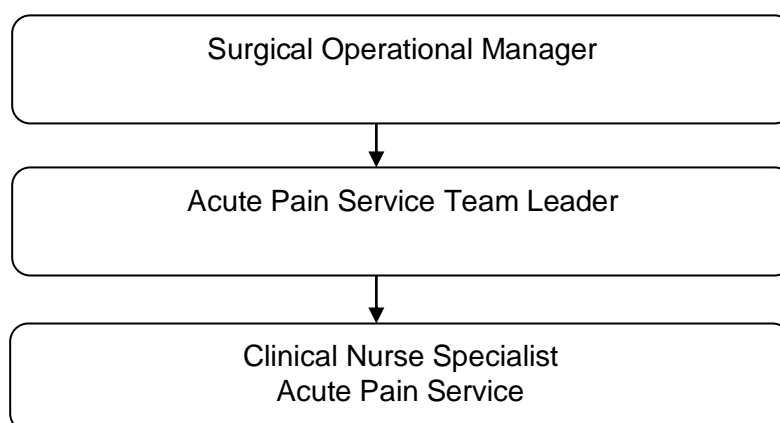 Surgical Operational Manager
Acute Pain Service Team Leader
Clinical Nurse Specialist
Acute Pain Service